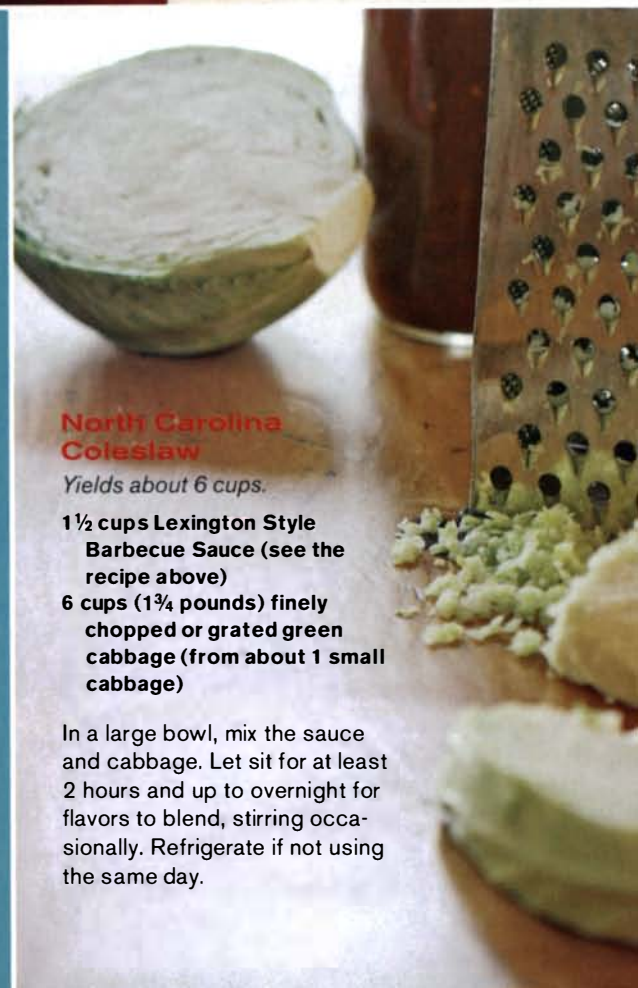 North Carolina
Coleslaw
Yields about 6 cups.
1½ cups Lexington Style
Barbecue Sauce (see the
recipe above)
6 cups (1¾ pounds) finely
chopped or grated green
cabbage (from about 1 small
cabbage)
In a large bowl, mix the sauce
and cabbage. Let sit for at least
2 hours and up to overnight for
flavors to blend, stirring occa-
sionally. Refrigerate if not using
the same day.